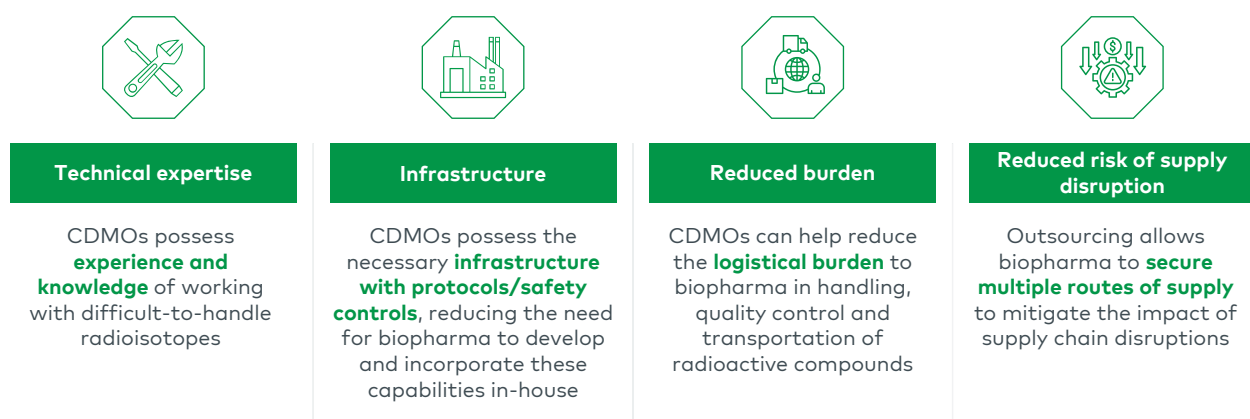 Technical expertise
CDMOs possess
experience and
knowledge of working
with difficult-to-handle
radioisotopes
Infrastructure
CDMOs possess the
necessary infrastructure
with protocols/safety
controls, reducing the need
for biopharma to develop
and incorporate these
capabilities in-house
Reduced burden
CDMOs can help reduce
the logistical burden to
biopharma in handling,
quality control and
transportation of
radioactive compounds
Reduced risk of supply
disruption
Outsourcing allows
biopharma to secure
multiple routes of supply
to mitigate the impact of
supply chain disruptions